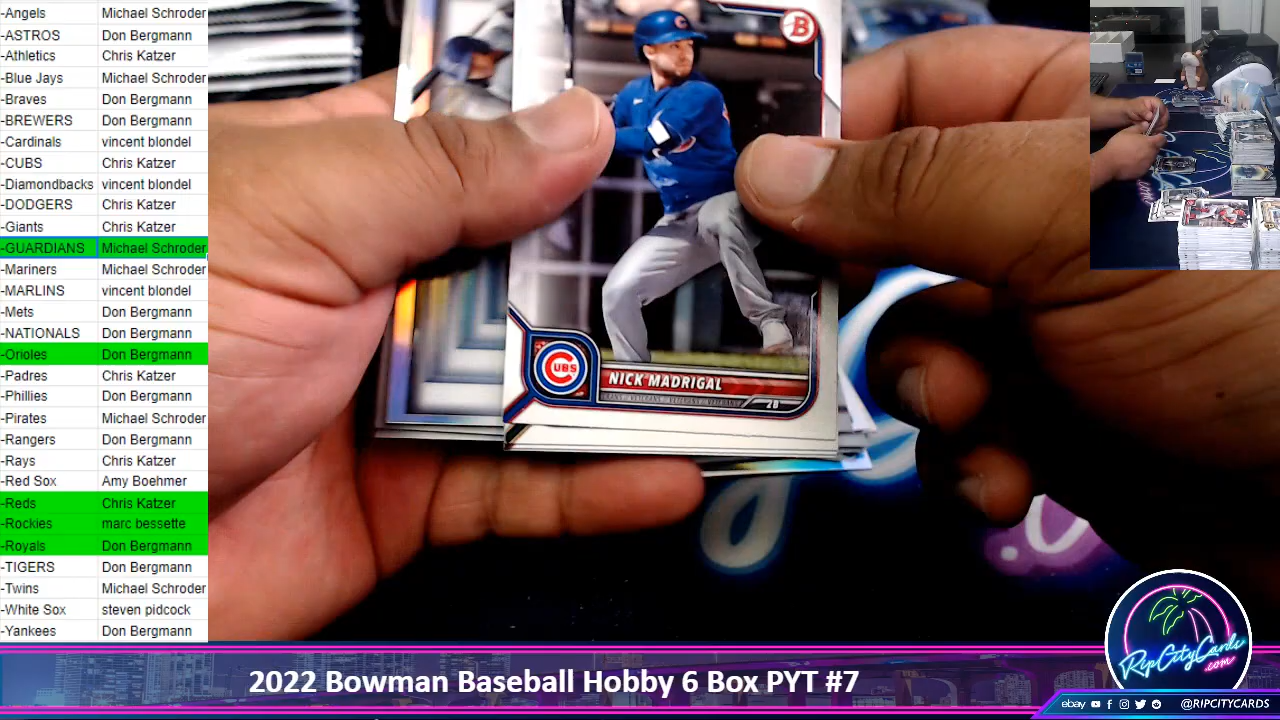 -Angels Michael Schroder
-ASTROS Don Bergmann
-Athletics Chris Katzer
-Blue Jays Michael Schroder
-Braves Don Bergmann
-BREWERS Don Bergmann
-Cardinals vincent blondel
-CUBS Chris Katzer
-Diamondbacks vincent blondel
-DODGERS Chris Katzer
-Giants Chris Katzer
-GUARDIANS Michael Schroder
-Mariners Michael Schroder
-MARLINS vincent blondel
-Mets Don Bergmann
-NATIONALS Don Bergmann
-Orioles Don Bergmann
-Padres Chris Katzer
-Phillies Don Bergmann
-Pirates Michael Schroder
-Rangers Don Bergmann
-Rays Chris Katzer
-Red Sox Amy Boehmer
-Reds Chris Katzer
-Rockies marc bessette
-Royals Don Bergmann
-TIGERS Don Bergmann
-Twins Michael Schroder
-White Sox steven pidcock
-Yankees Don Bergmann
B
CUBS
NICK MADRIGAL
2B
RipCityCards
.com
2022 Bowman Baseball Hobby 6 Box PYT #7
ebay @RIPCITYCARDS